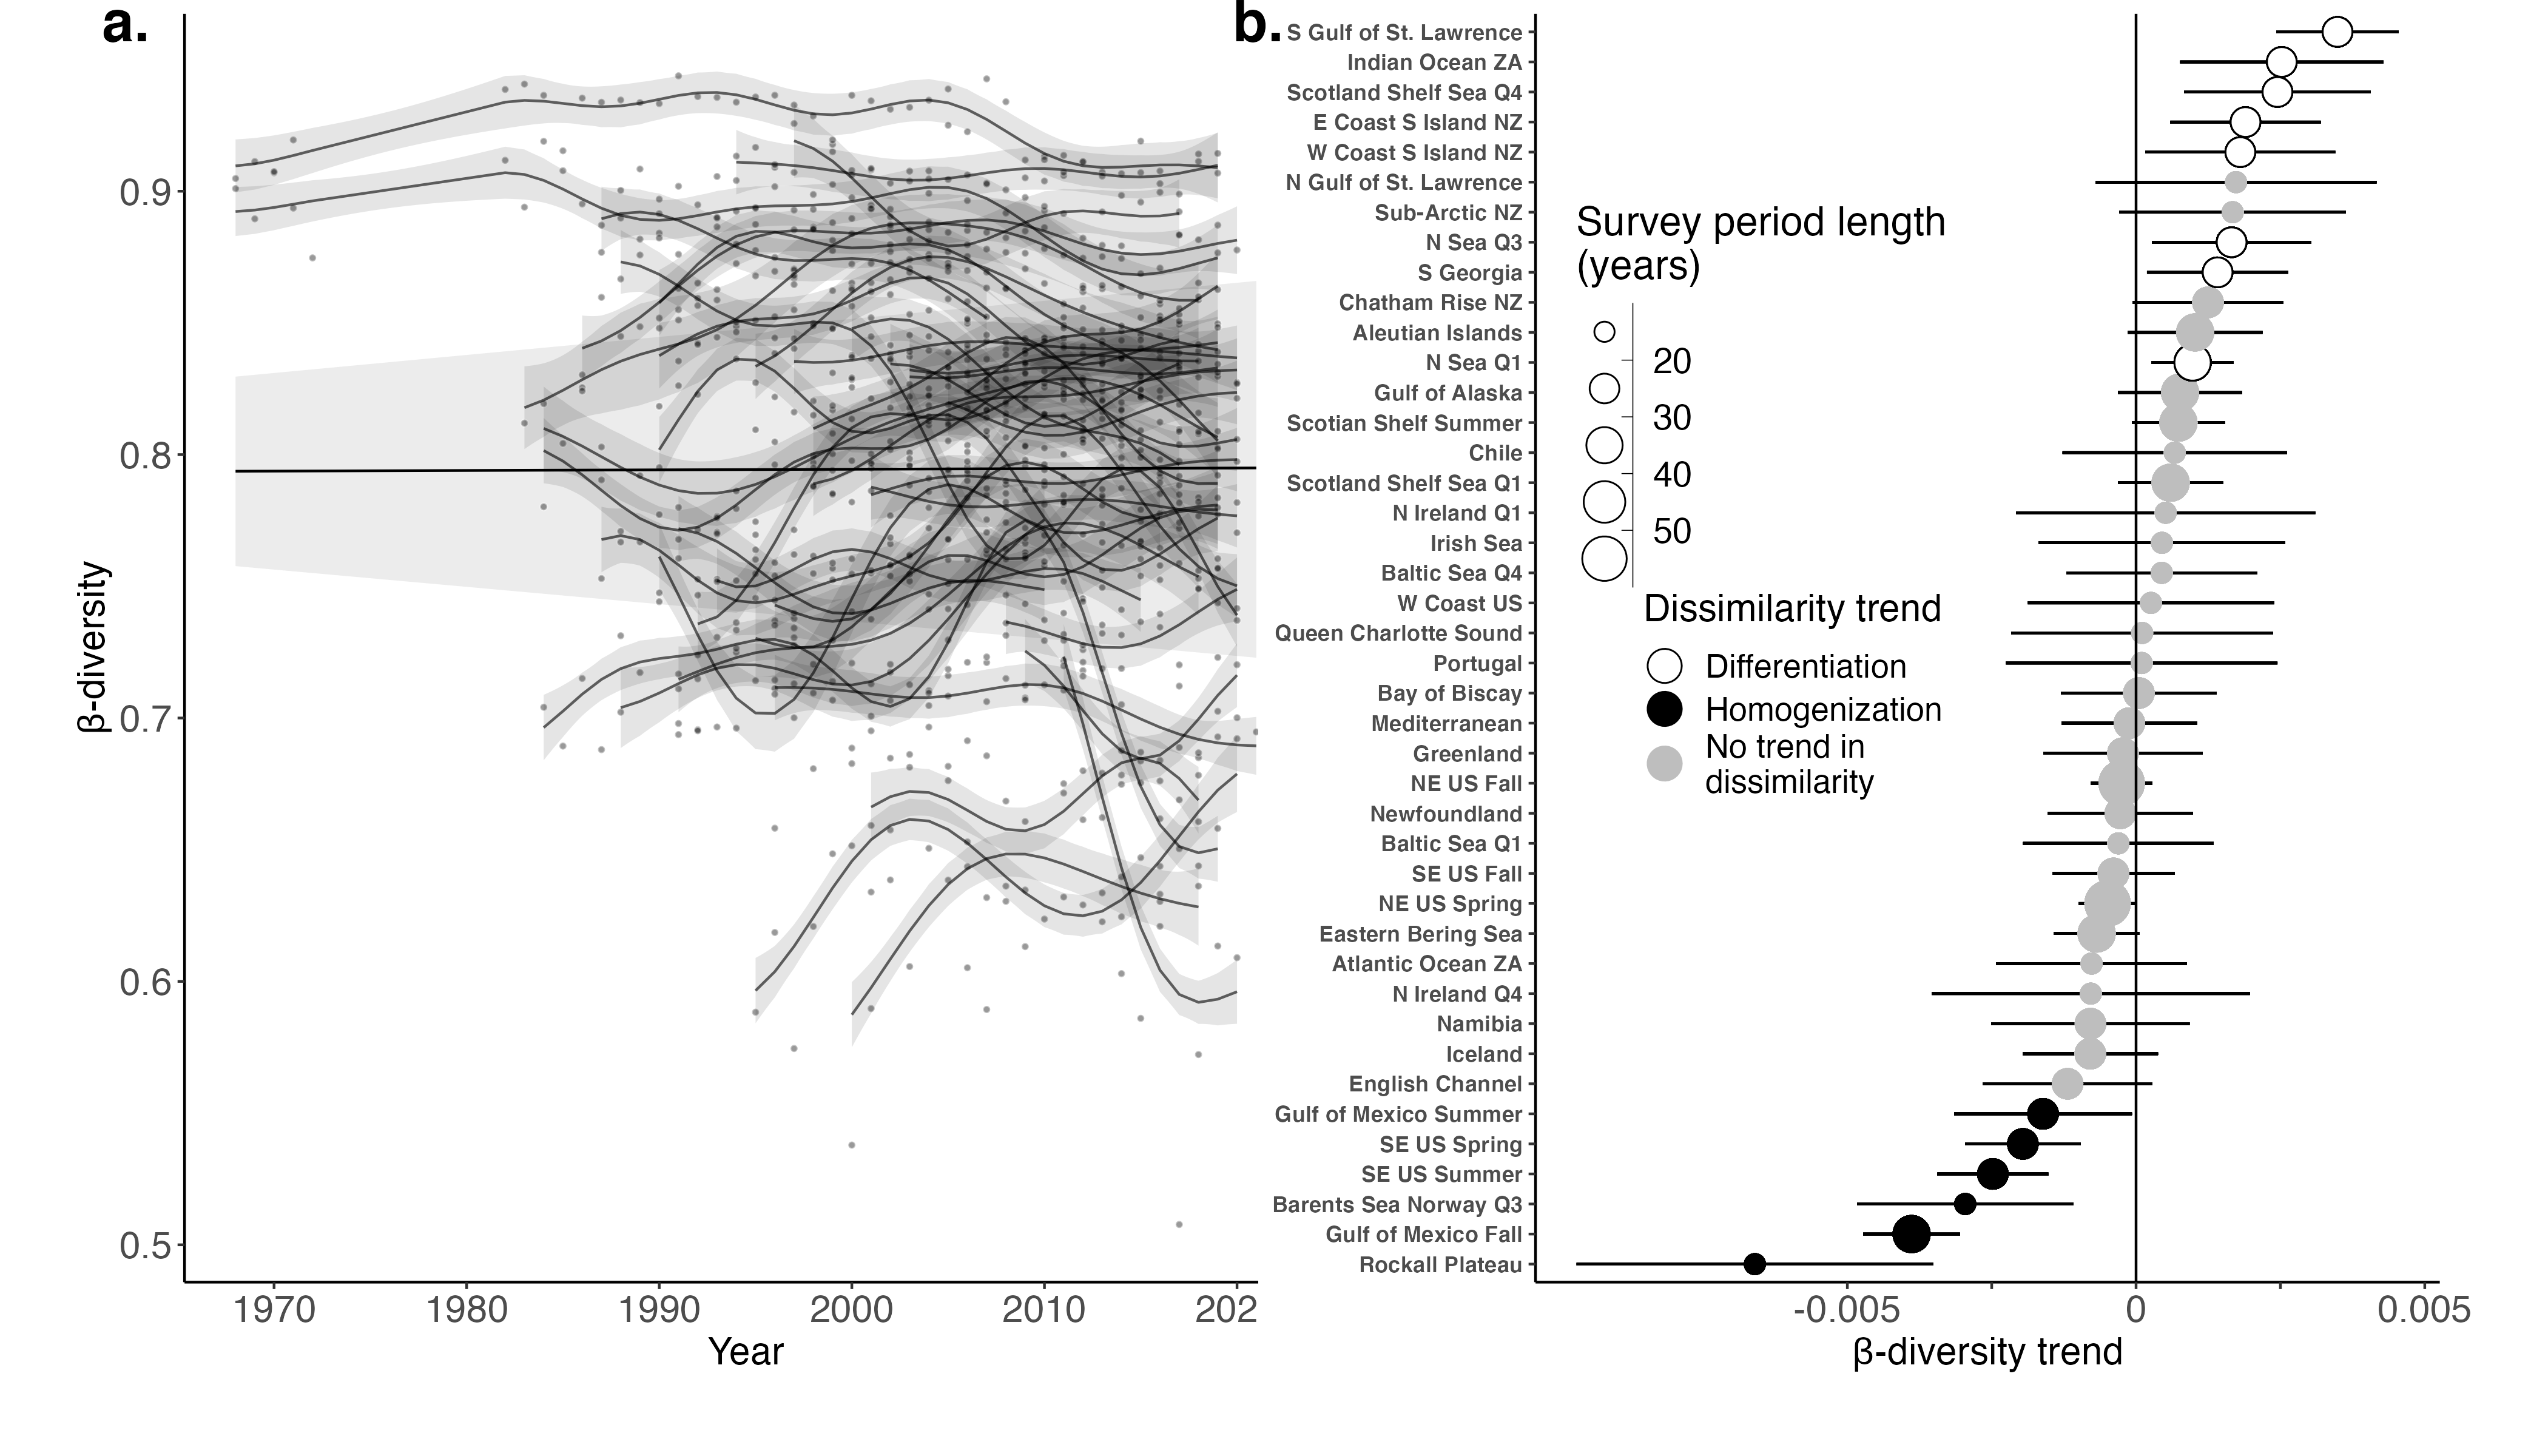 a.
0.9
0.8
0.7
0.6
0.5
β-diversity
1970 1980 1990 2000 2010 202
Year
b.
S Gulf of St. Lawrence
Indian Ocean ZA
Scotland Shelf Sea Q4
E Coast S Island NZ
W Coast S Island NZ
N Gulf of St. Lawrence
Sub-Arctic NZ
N Sea Q3
S Georgia
Chatham Rise NZ
Aleutian Islands
N Sea Q1
Gulf of Alaska
Scotian Shelf Summer
Chile
Scotland Shelf Sea Q1
N Ireland Q1
Irish Sea
Baltic Sea Q4
W Coast US
Queen Charlotte Sound
Portugal
Bay of Biscay
Mediterranean
Greenland
NE US Fall
Newfoundland
Baltic Sea Q1
SE US Fall
NE US Spring
Eastern Bering Sea
Atlantic Ocean ZA
N Ireland Q4
Namibia
Iceland
English Channel
Gulf of Mexico Summer
SE US Spring
SE US Summer
Barents Sea Norway Q3
Gulf of Mexico Fall
Rockall Plateau
Survey period length
(years)
20
30
40
50
Dissimilarity trend
Differentiation
Homogenization
No trend in
dissimilarity
-0.005 0 0.005
β-diversity trend